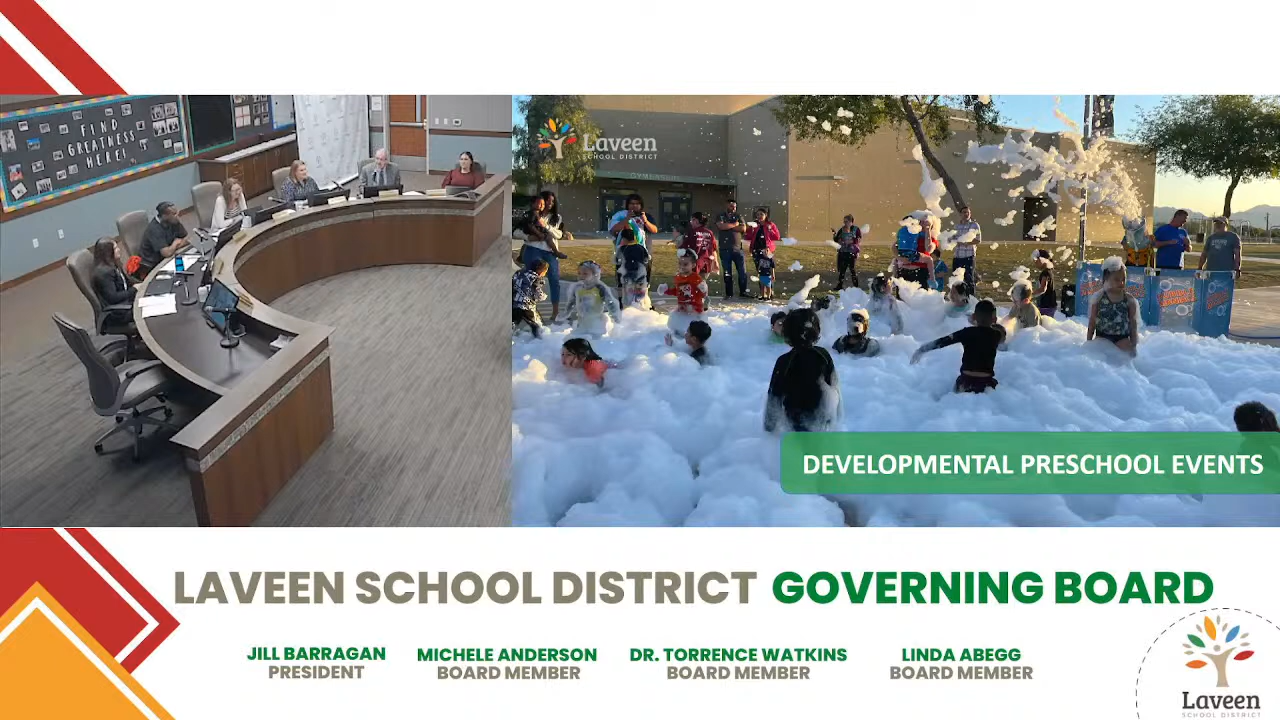 FIND
GREATNESS
HERE!
Laveen
SCHOOL DISTRICT
GYMNASIUM
DEVELOPMENTAL PRESCHOOL EVENTS
LAVEEN SCHOOL DISTRICT GOVERNING BOARD
JILL BARRAGAN
PRESIDENT
MICHELE ANDERSON
BOARD MEMBER
DR. TORRENCE WATKINS
BOARD MEMBER
LINDA ABEGG
BOARD MEMBER
Laveen
SCHOOL DISTRICT